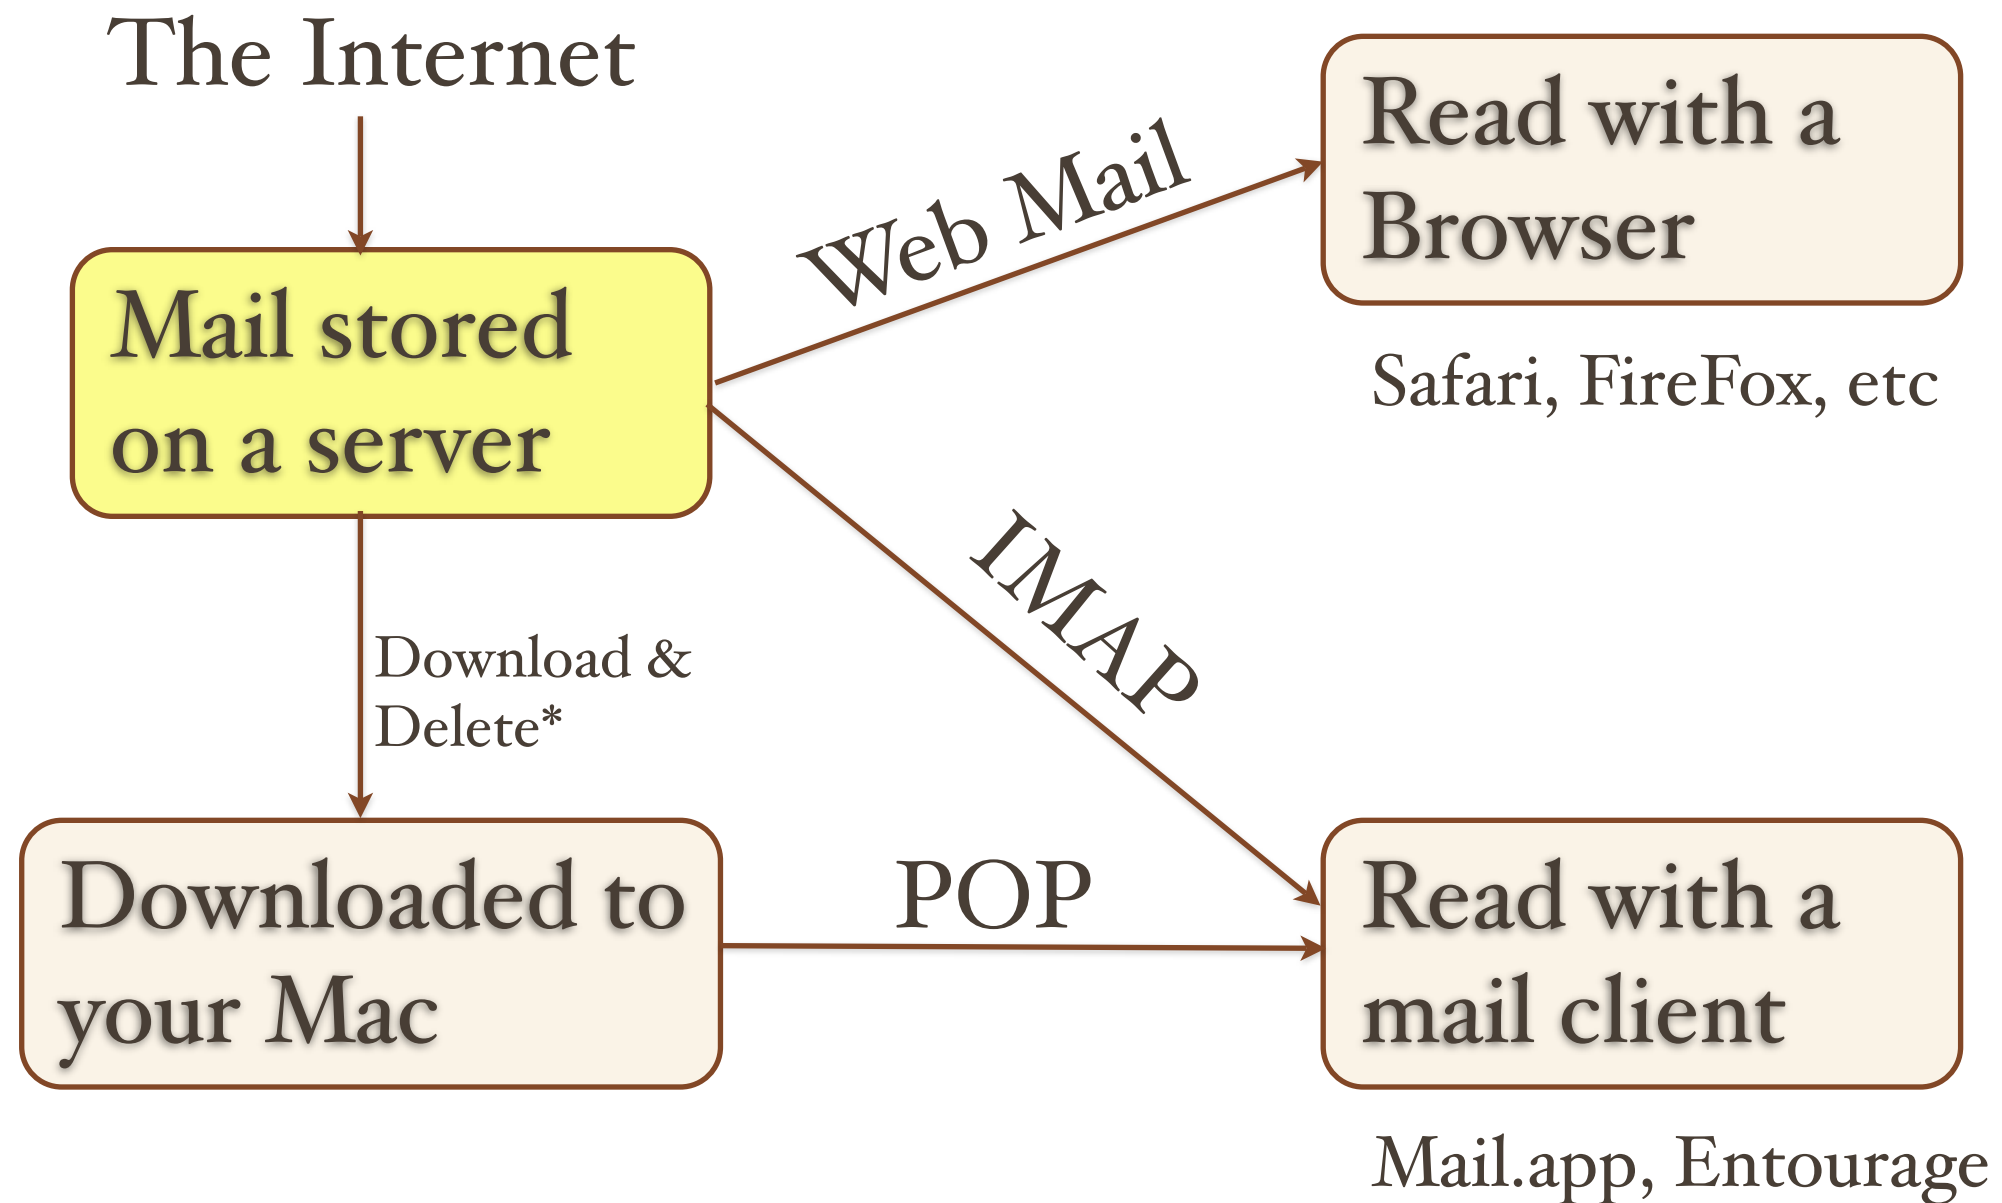 The Internet
Mail stored
on a server
Web Mail
Read with a
Browser
Safari, FireFox, etc
IMAP
Download &
Delete*
Downloaded to
your Mac
POP
Read with a
mail client
Mail.app, Entourage